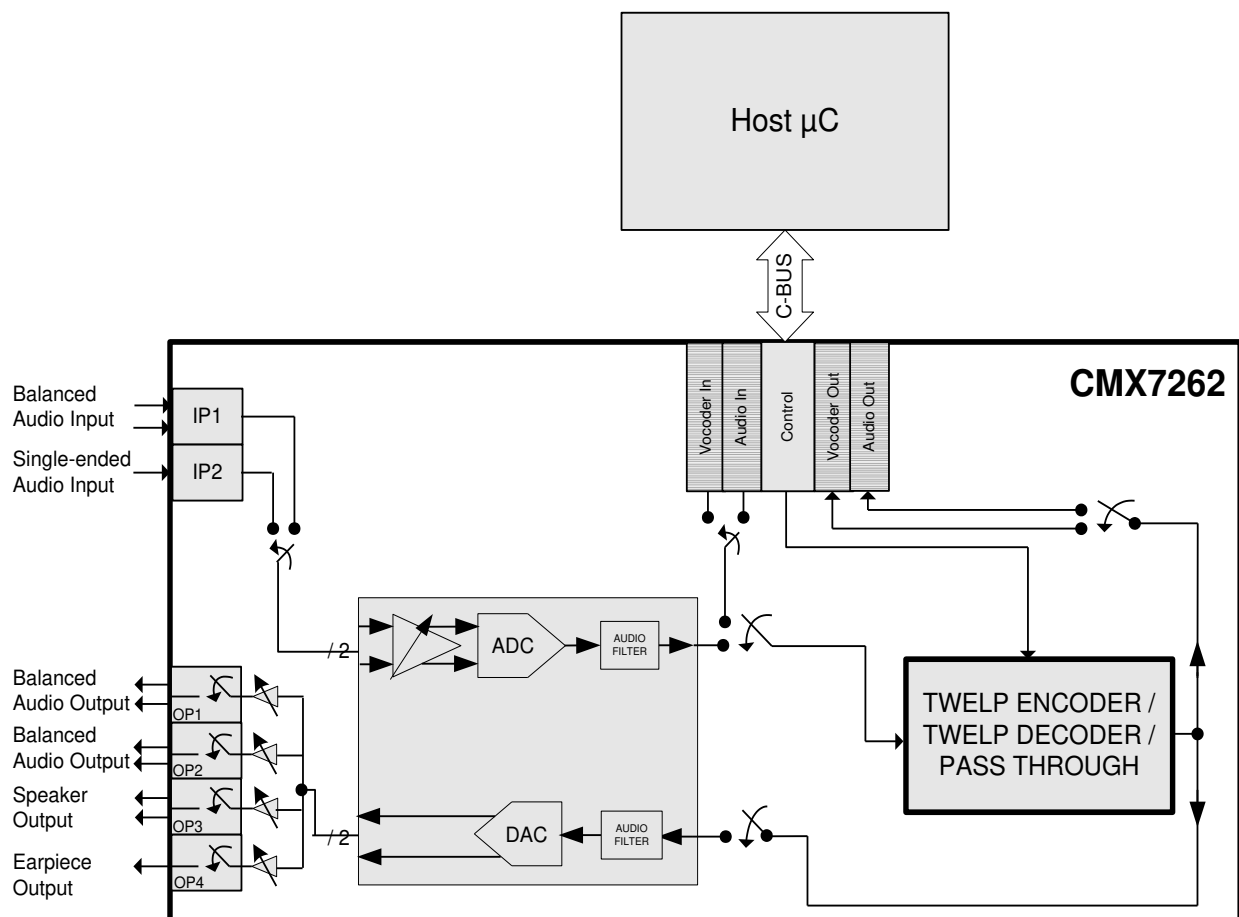 Host µC
C-BUS
CMX7262
Vocoder In
Audio In
Control
Vocoder Out
Audio Out
Balanced
Audio Input
IP1
Single-ended
Audio Input
IP2
/ 2
ADC
AUDIO
FILTER
TWELP ENCODER /
TWELP DECODER /
PASS THROUGH
Balanced
Audio Output
OP1
Balanced
Audio Output
OP2
Speaker
Output
OP3
Earpiece
Output
OP4
/ 2
DAC
AUDIO
FILTER